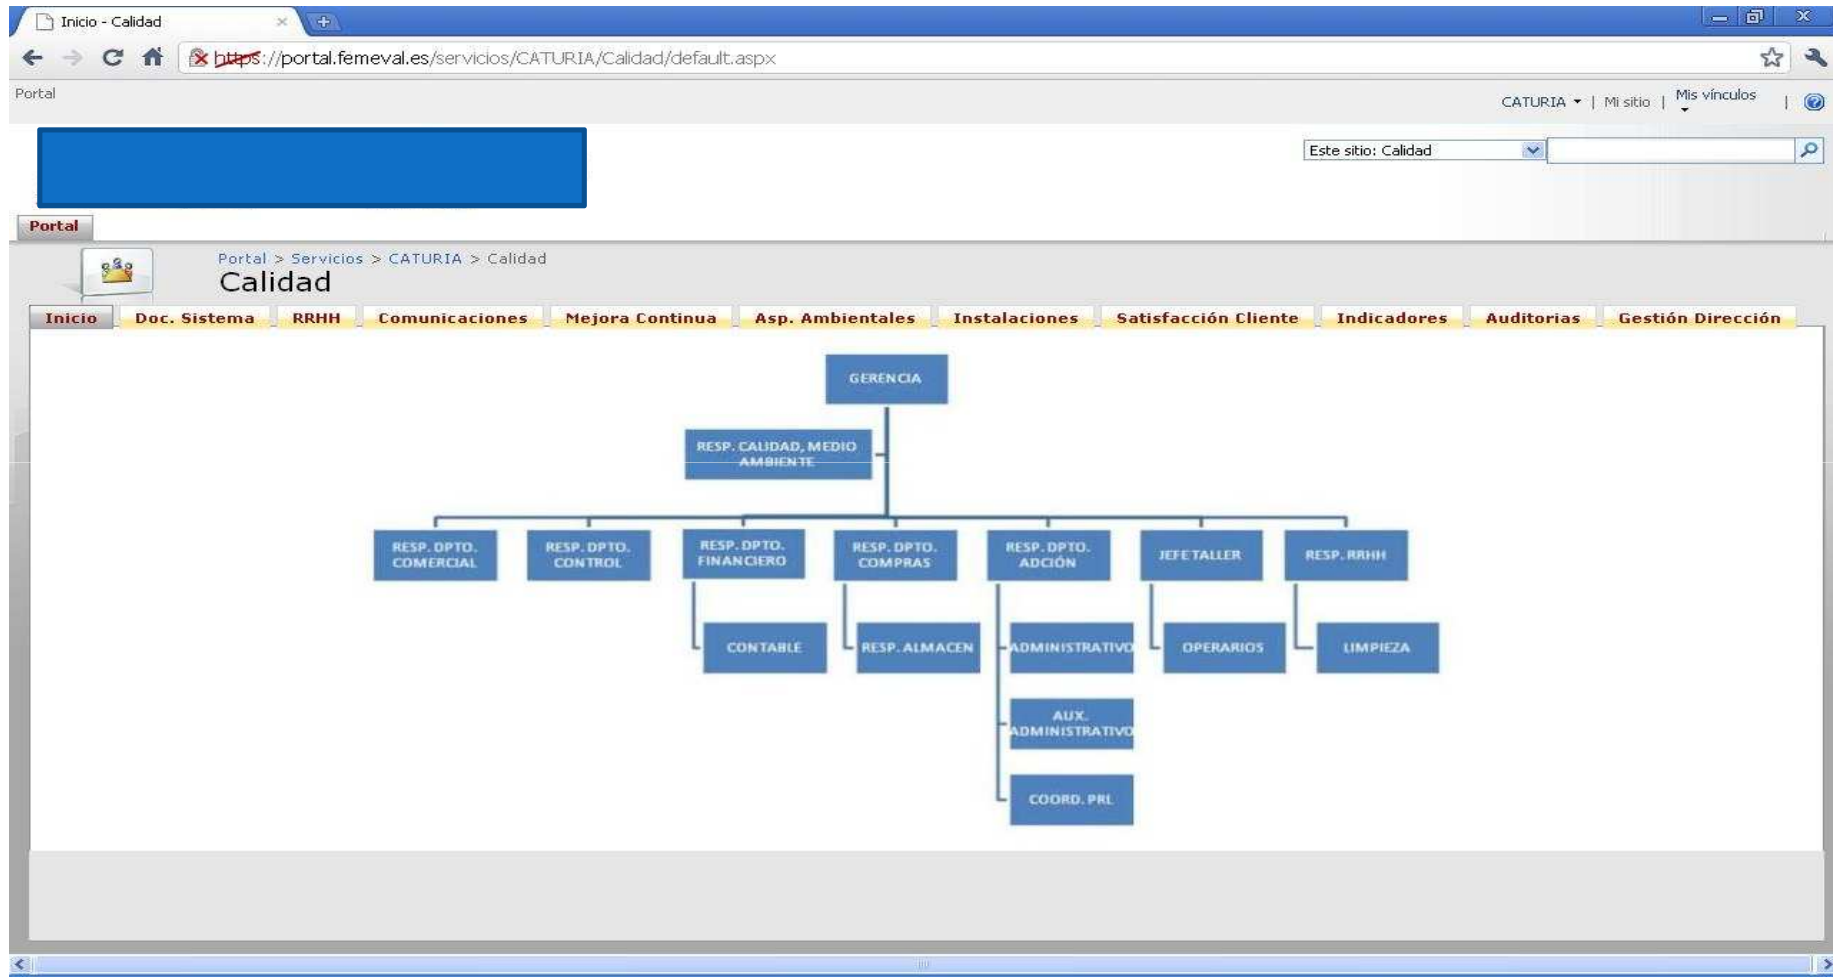 Inicio - Calidad
https://portal.femeval.es/servicios/CATURIA/Calidad/default.aspx
Portal
CATURIA | Mi sitio | Mis vínculos |
Este sitio: Calidad
Portal
Portal > Servicios > CATURIA > Calidad
Calidad
Inicio Doc. Sistema RRHH Comunicaciones Mejora Continua Asp. Ambientales Instalaciones Satisfacción Cliente Indicadores Auditorias Gestión Dirección
GERENCIA
RESP. CALIDAD, MEDIO
AMBIENTE
RESP. DPTO.
COMERCIAL
RESP. DPTO.
CONTROL
RESP. DPTO.
FINANCIERO
RESP. DPTO.
COMPRAS
RESP. DPTO.
ADCIÓN
JEFE TALLER
RESP. RRHH
CONTABLE
RESP. ALMACEN
ADMINISTRATIVO
OPERARIOS
LIMPIEZA
AUX.
ADMINISTRATIVO
COORD. PRL